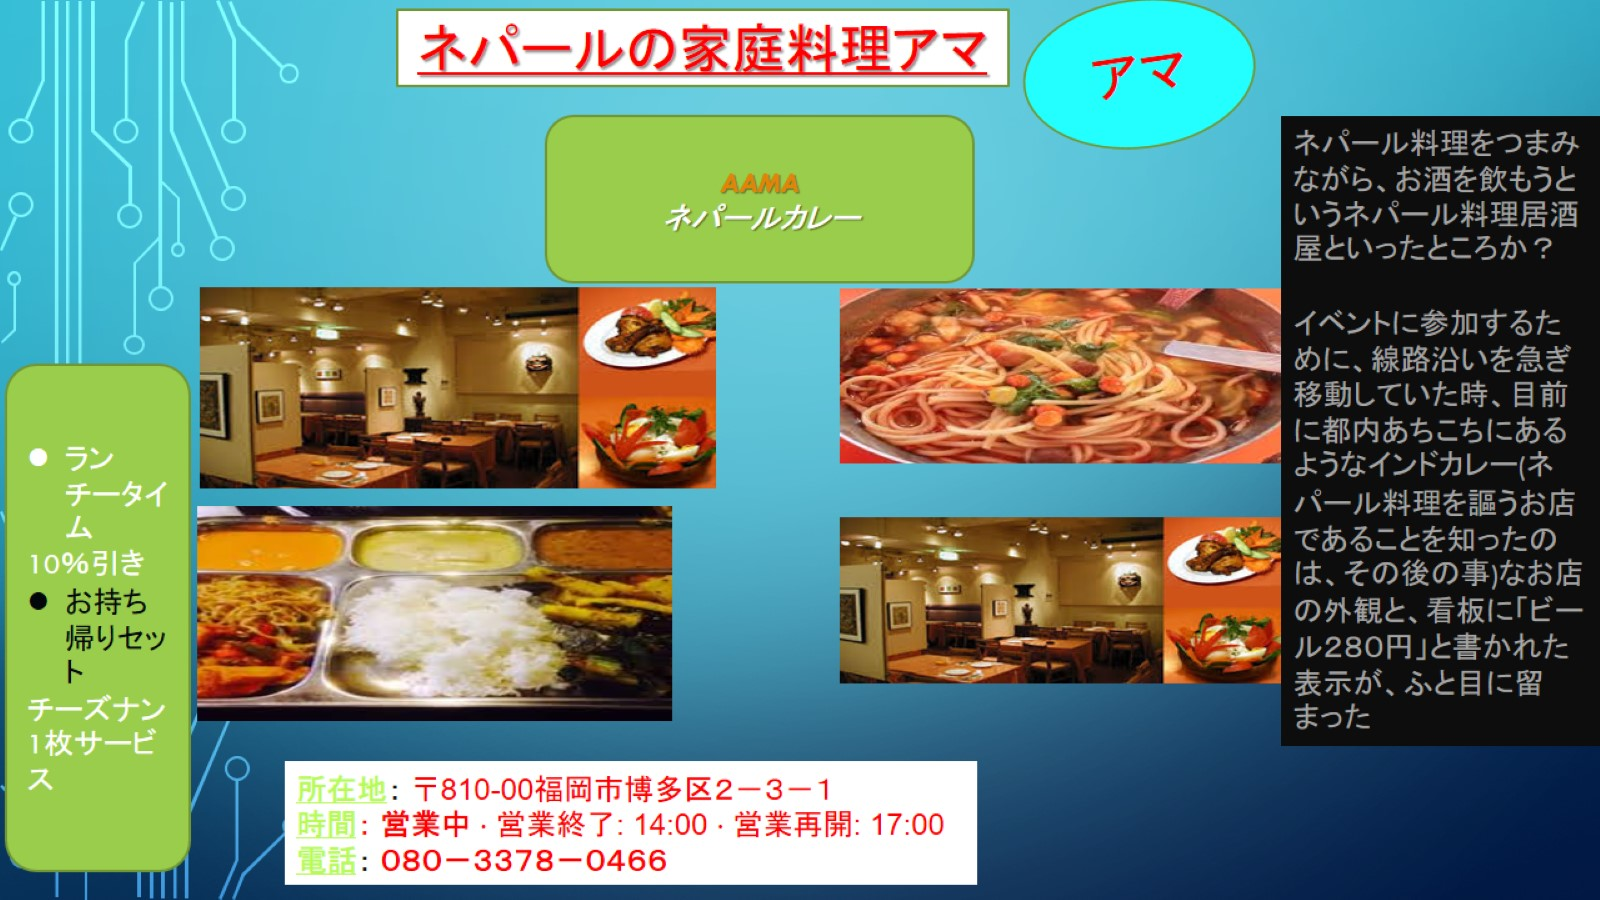 ネパールの家庭料理アマ
アマ
AAMA
ネパールカレー
ネパール料理をつまみ
ながら、お酒を飲もうと
いうネパール料理居酒
屋といったところか？
イベントに参加するた
めに、線路沿いを急ぎ
移動していた時、目前
に都内あちこちにある
ようなインドカレー(ネ
パール料理を謳うお店
であることを知ったの
は、その後の事)なお店
の外観と、看板に「ビー
ル280円」と書かれた
表示が、ふと目に留
まった
● ラン
チータイ
ム
10%引き
● お持ち
帰りセッ
ト
チーズナン
1枚サービ
ス
所在地： 〒810-00福岡市博多区２－３－１
時間： 営業中 · 営業終了: 14:00 · 営業再開: 17:00
電話： 080－3378－0466